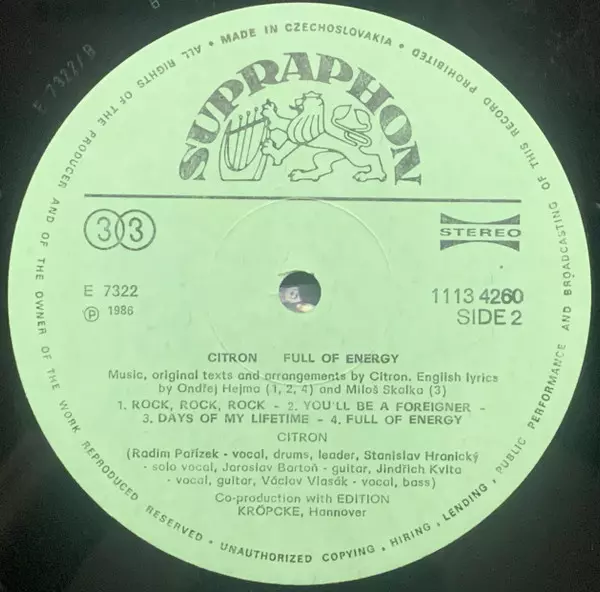 • MADE IN CZECHOSLOVAKIA •
ALL RIGHTS OF THE PRODUCER AND OF THE OWNER OF THE WORK REPRODUCED RESERVED • UNAUTHORIZED COPYING • HIRING • LENDING, PUBLIC PERFORMANCE AND BROADCASTING OF THIS RECORD PROHIBITED
E 7322/B
SUPRAPHON
33
STEREO
E 7322
Ⓟ 1986
1113 4260
SIDE 2
CITRON FULL OF ENERGY
Music, original texts and arrangements by Citron. English lyrics
by Ondřej Hejma (1, 2, 4) and Miloš Skalka (3)
1. ROCK, ROCK, ROCK - 2. YOU'LL BE A FOREIGNER -
3. DAYS OF MY LIFETIME - 4. FULL OF ENERGY
CITRON
(Radim Pařízek - vocal, drums, leader, Stanislav Hranický
- solo vocal, Jaroslav Bartoň - guitar, Jindřich Kvita
- vocal, guitar, Václav Vlasák - vocal, bass)
Co-production with EDITION
KRÖPCKE, Hannover